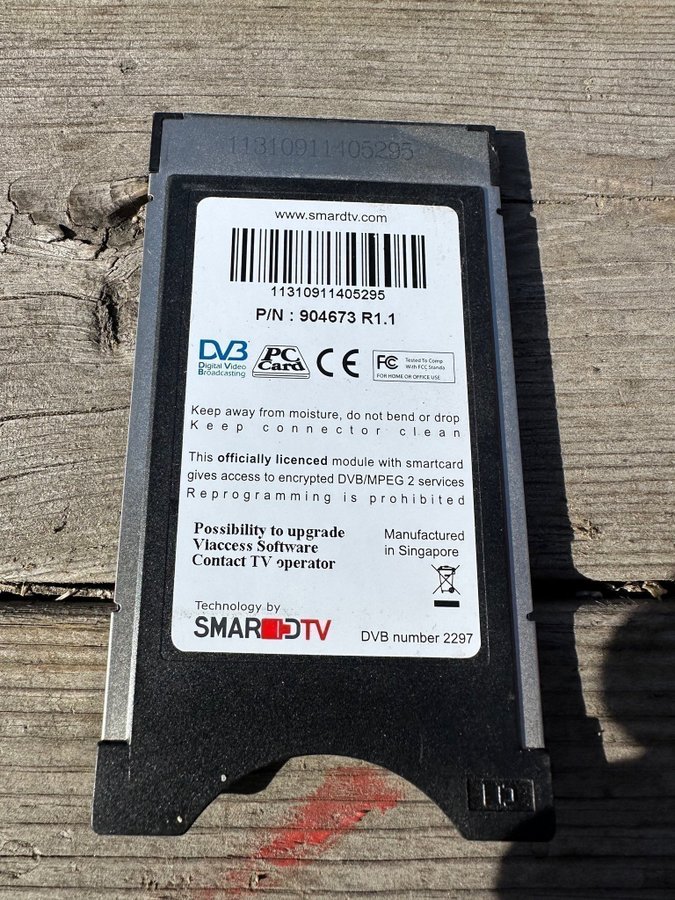 11310911405295
www.smardtv.com
11310911405295
P/N : 904673 R1.1
DVB
Digital Video
Broadcasting
PC
Card
CE
FC Tested To Comp
With FCC Standa
FOR HOME OR OFFICE USE
Keep away from moisture, do not bend or drop
Keep connector clean
This officially licenced module with smartcard
gives access to encrypted DVB/MPEG 2 services
Reprogramming is prohibited
Possibility to upgrade
Viaccess Software
Contact TV operator
Manufactured
in Singapore
Technology by
SMARDTV
DVB number 2297